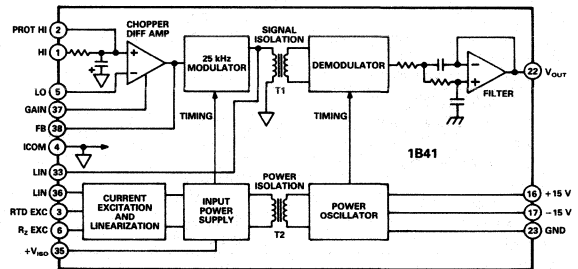 PROT HI 2
HI 1
LO 5
GAIN 37
FB 38
ICOM 4
LIN 33
LIN 36
RTD EXC 3
RZ EXC 6
+VISO 35
CHOPPER
DIFF AMP
+
−
+
25 kHz
MODULATOR
SIGNAL
ISOLATION
T1
DEMODULATOR
−
+
FILTER
22 VOUT
TIMING
TIMING
1B41
CURRENT
EXCITATION
AND
LINEARIZATION
INPUT
POWER
SUPPLY
POWER
ISOLATION
T2
POWER
OSCILLATOR
16 +15 V
17 −15 V
23 GND